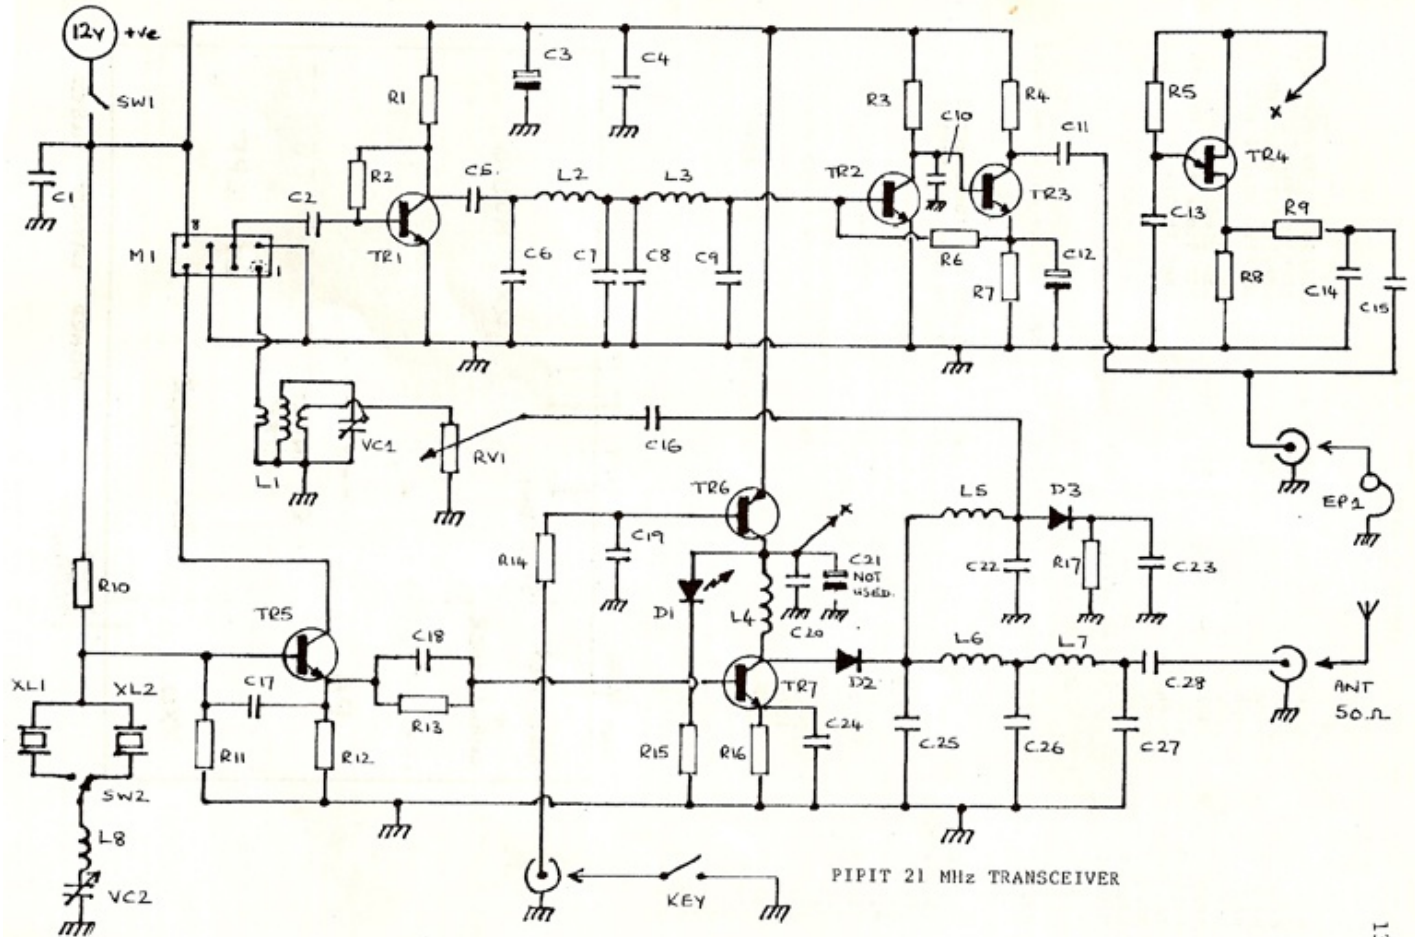 12V +ve
SW1
C1
R1
C3
C4
R2
C2
C5
L2
L3
TR1
M1
8
1
C6
C7
C8
C9
R3
C10
R4
C11
TR2
TR3
R6
R7
C12
R5
x
TR4
C13
R9
R8
C14
C15
L1
VC1
RV1
C16
TR6
x
L5
D3
EP1
R14
C19
D1
L4
C20
C21
NOT
USED.
C22
R17
C23
R10
TR5
C18
R13
C17
R11
R12
XL1
XL2
SW2
L8
VC2
TR7
D2
R15
R16
C24
L6
L7
C28
C25
C26
C27
ANT
50Ω
KEY
PIPIT 21 MHz TRANSCEIVER